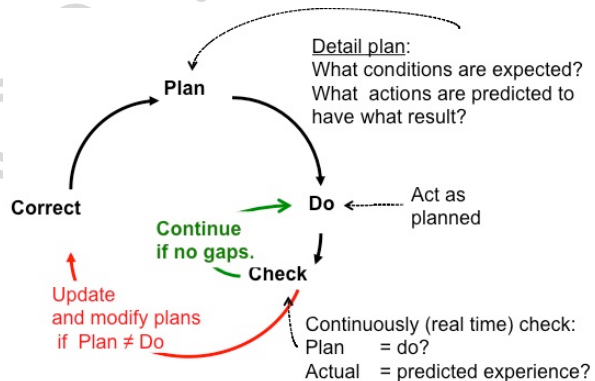 Detail plan:
What conditions are expected?
What actions are predicted to
have what result?
Plan
Do
Act as
planned
Correct
Continue
if no gaps.
Check
Update
and modify plans
if Plan ≠ Do
Continuously (real time) check:
Plan = do?
Actual = predicted experience?